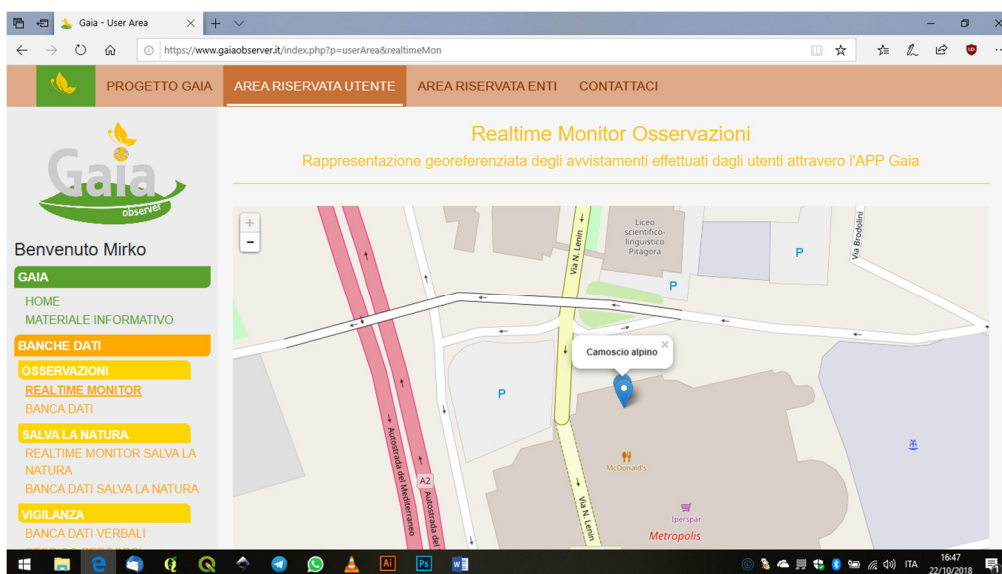 Gaia - User Area
https://www.gaiaobserver.it/index.php?p=userArea&realtimeMon
PROGETTO GAIA
AREA RISERVATA UTENTE
AREA RISERVATA ENTI
CONTATTACI
Gaia
observer
Benvenuto Mirko
GAIA
HOME
MATERIALE INFORMATIVO
BANCHE DATI
OSSERVAZIONI
REALTIME MONITOR
BANCA DATI
SALVA LA NATURA
REALTIME MONITOR SALVA LA
NATURA
BANCA DATI SALVA LA NATURA
VIGILANZA
BANCA DATI VERBALI
Realtime Monitor Osservazioni
Rappresentazione georeferenziata degli avvistamenti effettuati dagli utenti attravero l'APP Gaia
+
−
Liceo
scientifico-
linguistico
Pitagora
Via N. Lenin
Via Brodolini
P
P
Camoscio alpino
×
P
McDonald's
Autostrada del Mediterraneo
A2
Autostrada del
Via N. Lenin
Iperspar
Metropolis
Ai
Ps
ITA
16:47
22/10/2018